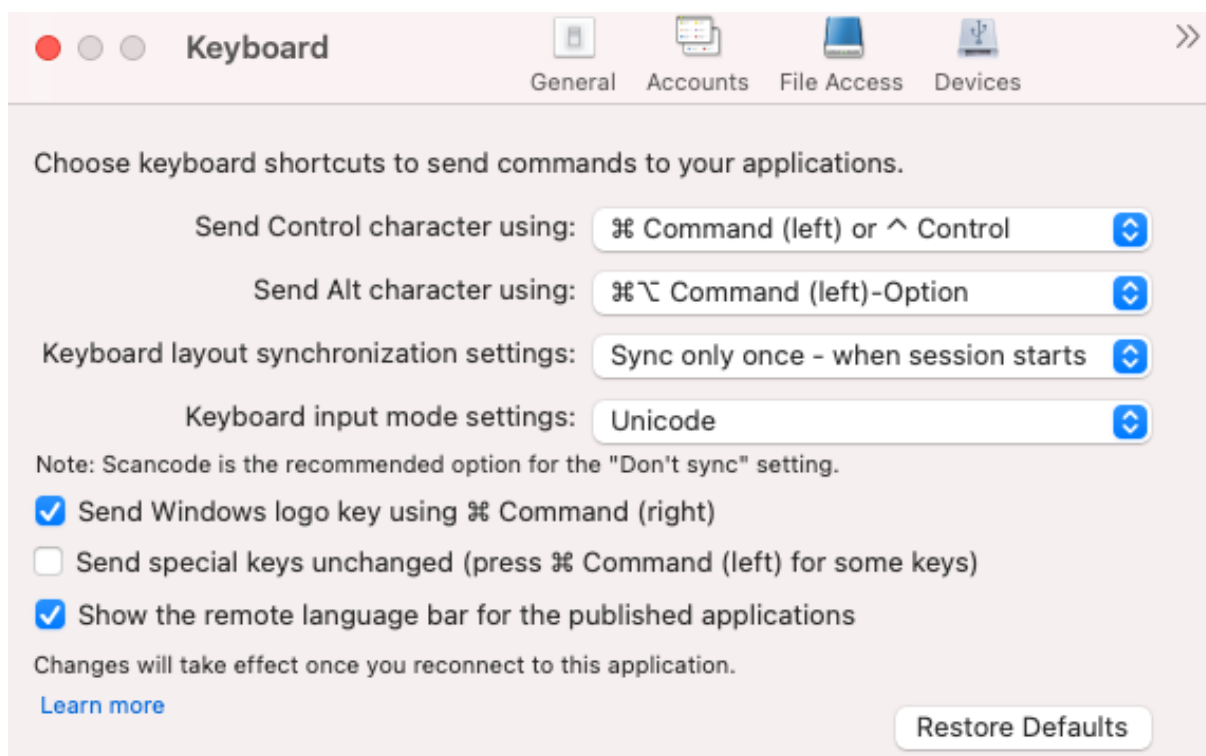 Keyboard
General Accounts File Access Devices
Choose keyboard shortcuts to send commands to your applications.
Send Control character using: ⌘ Command (left) or ^ Control
Send Alt character using: ⌘⌥ Command (left)-Option
Keyboard layout synchronization settings: Sync only once - when session starts
Keyboard input mode settings: Unicode
Note: Scancode is the recommended option for the "Don't sync" setting.
Send Windows logo key using ⌘ Command (right)
Send special keys unchanged (press ⌘ Command (left) for some keys)
Show the remote language bar for the published applications
Changes will take effect once you reconnect to this application.
Learn more
Restore Defaults